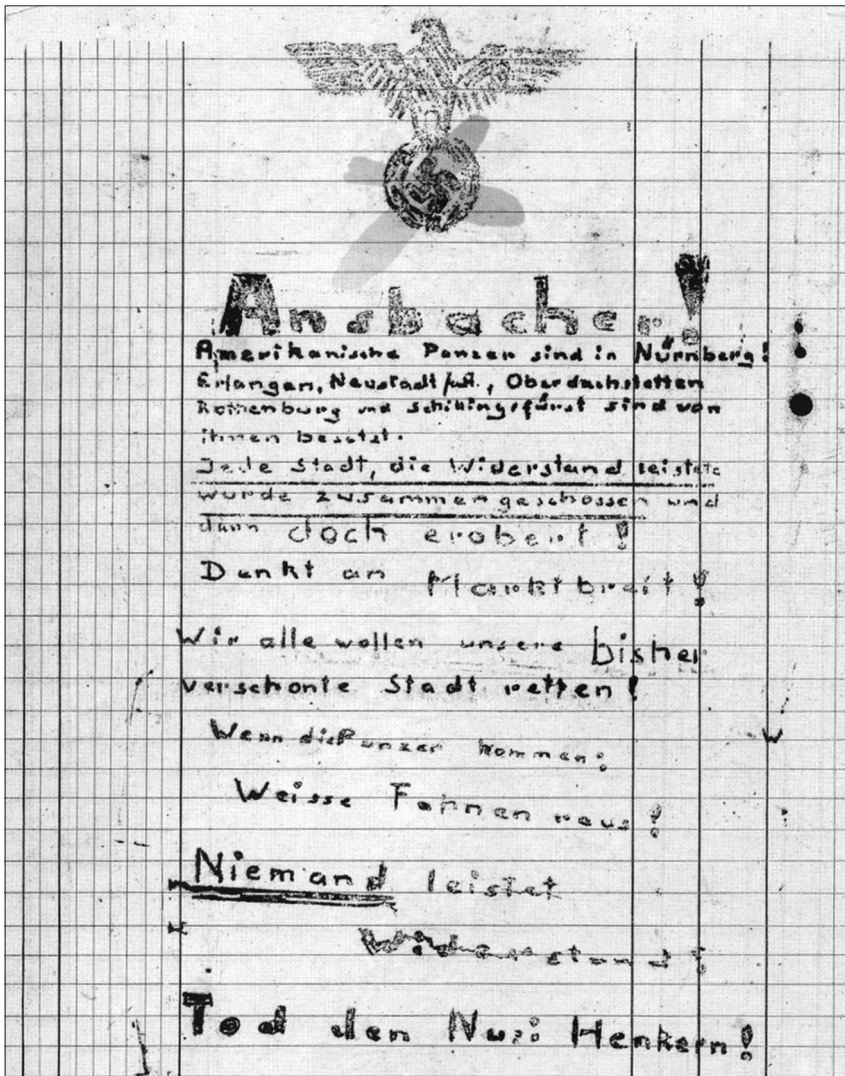 Ansbacher!
Amerikanische Panzer sind in Nürnberg!
Erlangen, Neustadt, Oberdachstetten
Rothenburg und Schillingsfürst sind von
ihnen besetzt.
Jede Stadt, die Widerstand leistete
wurde zusammengeschossen und
dann doch erobert!
Denkt an Marktbreit!
Wir alle wollen unsere bisher
verschonte Stadt retten!
Wenn die Panzer kommen:
Weisse Fahnen raus!
Niemand leistet
Widerstand!
Tod den Nazi Henkern!